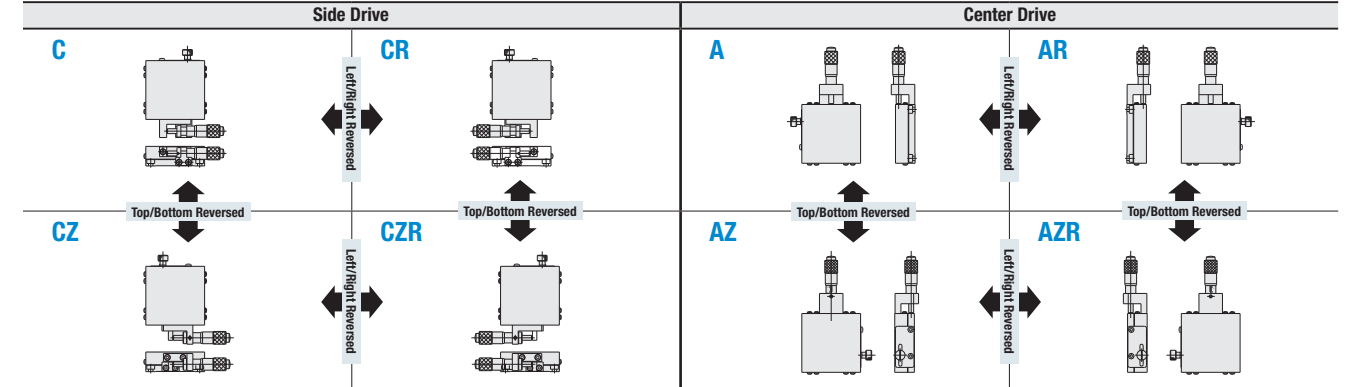 Side Drive
Center Drive
C
Left/Right Reversed
CR
A
Left/Right Reversed
AR
Top/Bottom Reversed
Top/Bottom Reversed
Top/Bottom Reversed
Top/Bottom Reversed
CZ
Left/Right Reversed
CZR
AZ
Left/Right Reversed
AZR